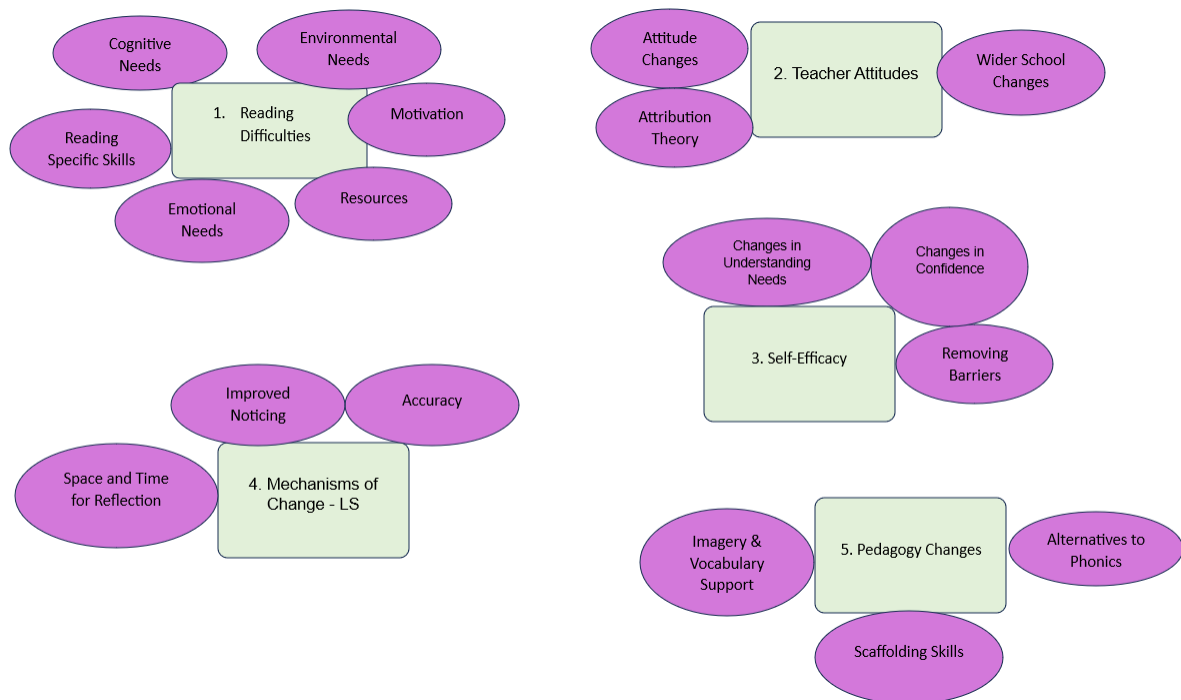 Cognitive
Needs
Environmental
Needs
1. Reading
Difficulties
Motivation
Reading
Specific Skills
Emotional
Needs
Resources
Attitude
Changes
2. Teacher Attitudes
Wider School
Changes
Attribution
Theory
Changes in
Understanding
Needs
Changes in
Confidence
3. Self-Efficacy
Removing
Barriers
Improved
Noticing
Accuracy
Space and Time
for Reflection
4. Mechanisms of
Change - LS
Imagery &
Vocabulary
Support
5. Pedagogy Changes
Alternatives to
Phonics
Scaffolding Skills